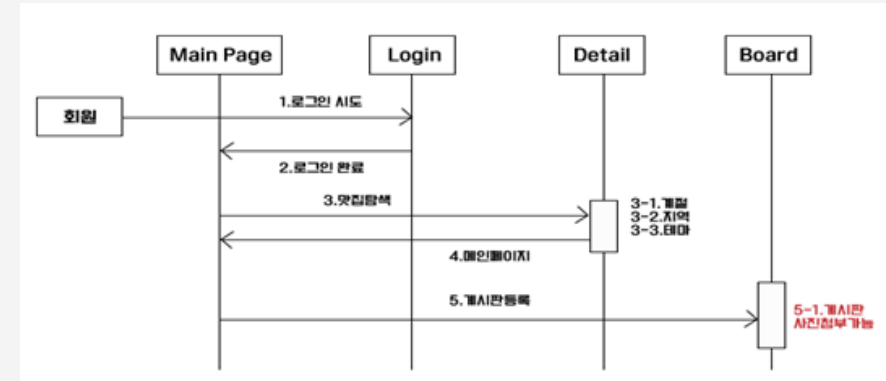 Main Page
Login
Detail
Board
회원
1.로그인 시도
2.로그인 완료
3.맛집탐색
3-1.계절
3-2.지역
3-3.테마
4.메인페이지
5.게시판등록
5-1.게시판
사진첨부가능